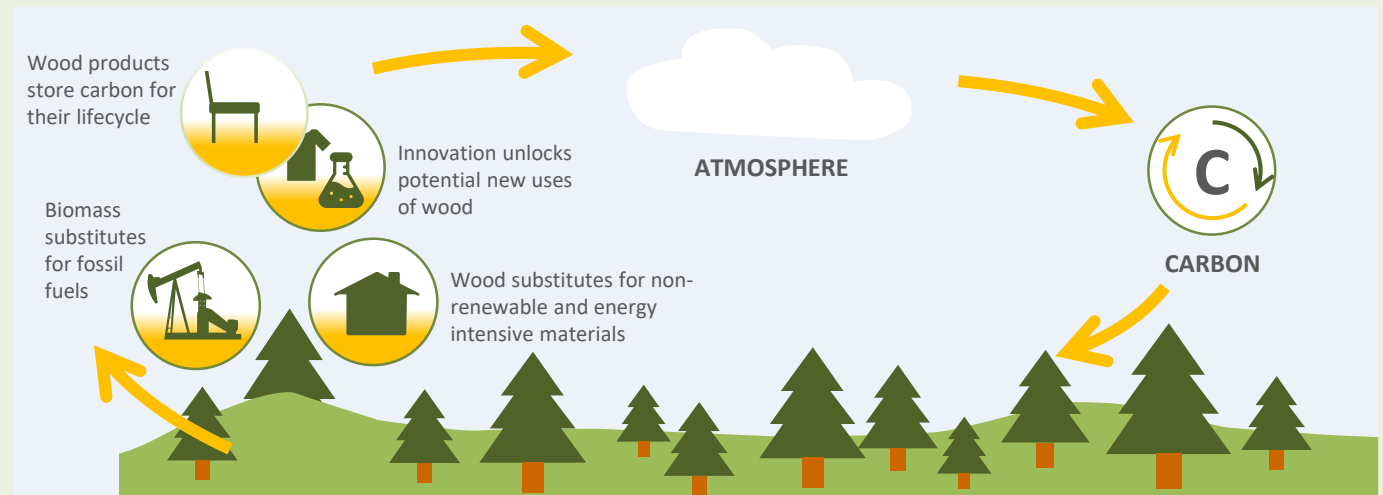 Wood products
store carbon for
their lifecycle
Innovation unlocks
potential new uses
of wood
Biomass
substitutes
for fossil
fuels
Wood substitutes for non-
renewable and energy
intensive materials
ATMOSPHERE
C
CARBON